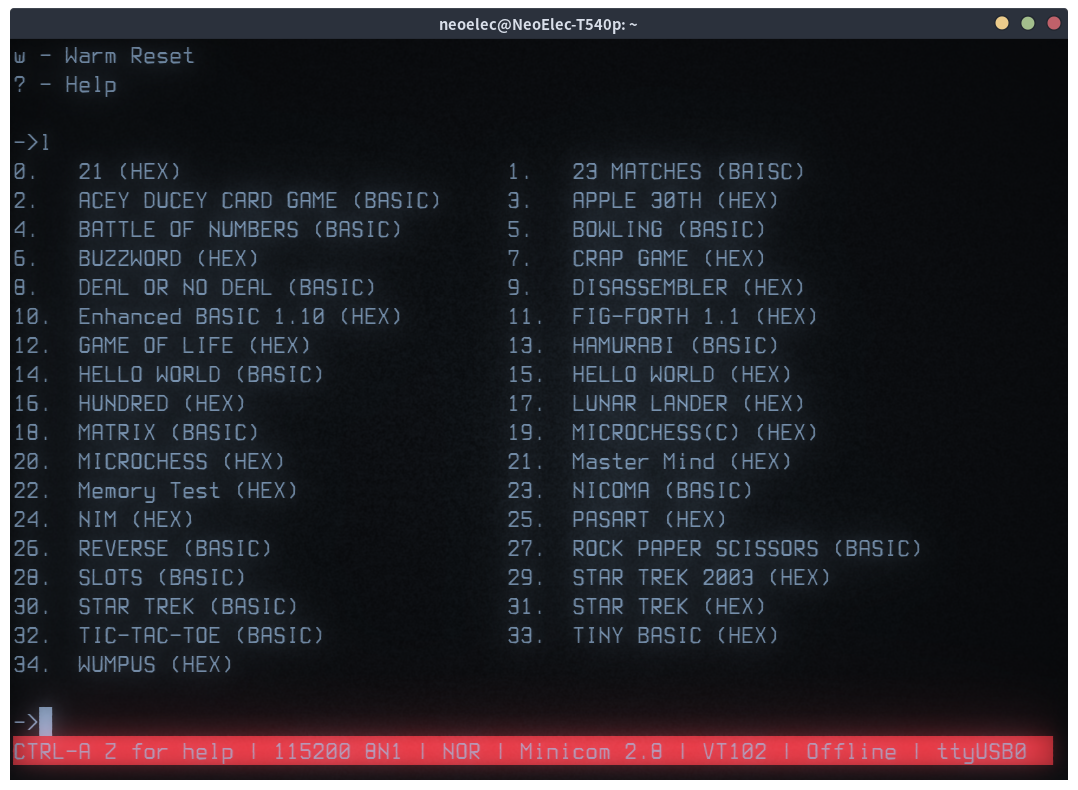 neoelec@NeoElec-T540p: ~
w - Warm Reset
? - Help
->l
0. 21 (HEX) 1. 23 MATCHES (BAISC)
2. ACEY DUCEY CARD GAME (BASIC) 3. APPLE 30TH (HEX)
4. BATTLE OF NUMBERS (BASIC) 5. BOWLING (BASIC)
6. BUZZWORD (HEX) 7. CRAP GAME (HEX)
8. DEAL OR NO DEAL (BASIC) 9. DISASSEMBLER (HEX)
10. Enhanced BASIC 1.10 (HEX) 11. FIG-FORTH 1.1 (HEX)
12. GAME OF LIFE (HEX) 13. HAMURABI (BASIC)
14. HELLO WORLD (BASIC) 15. HELLO WORLD (HEX)
16. HUNDRED (HEX) 17. LUNAR LANDER (HEX)
18. MATRIX (BASIC) 19. MICROCHESS(C) (HEX)
20. MICROCHESS (HEX) 21. Master Mind (HEX)
22. Memory Test (HEX) 23. NICOMA (BASIC)
24. NIM (HEX) 25. PASART (HEX)
26. REVERSE (BASIC) 27. ROCK PAPER SCISSORS (BASIC)
28. SLOTS (BASIC) 29. STAR TREK 2003 (HEX)
30. STAR TREK (BASIC) 31. STAR TREK (HEX)
32. TIC-TAC-TOE (BASIC) 33. TINY BASIC (HEX)
34. WUMPUS (HEX)
->
CTRL-A Z for help | 115200 8N1 | NOR | Minicom 2.8 | VT102 | Offline | ttyUSB0